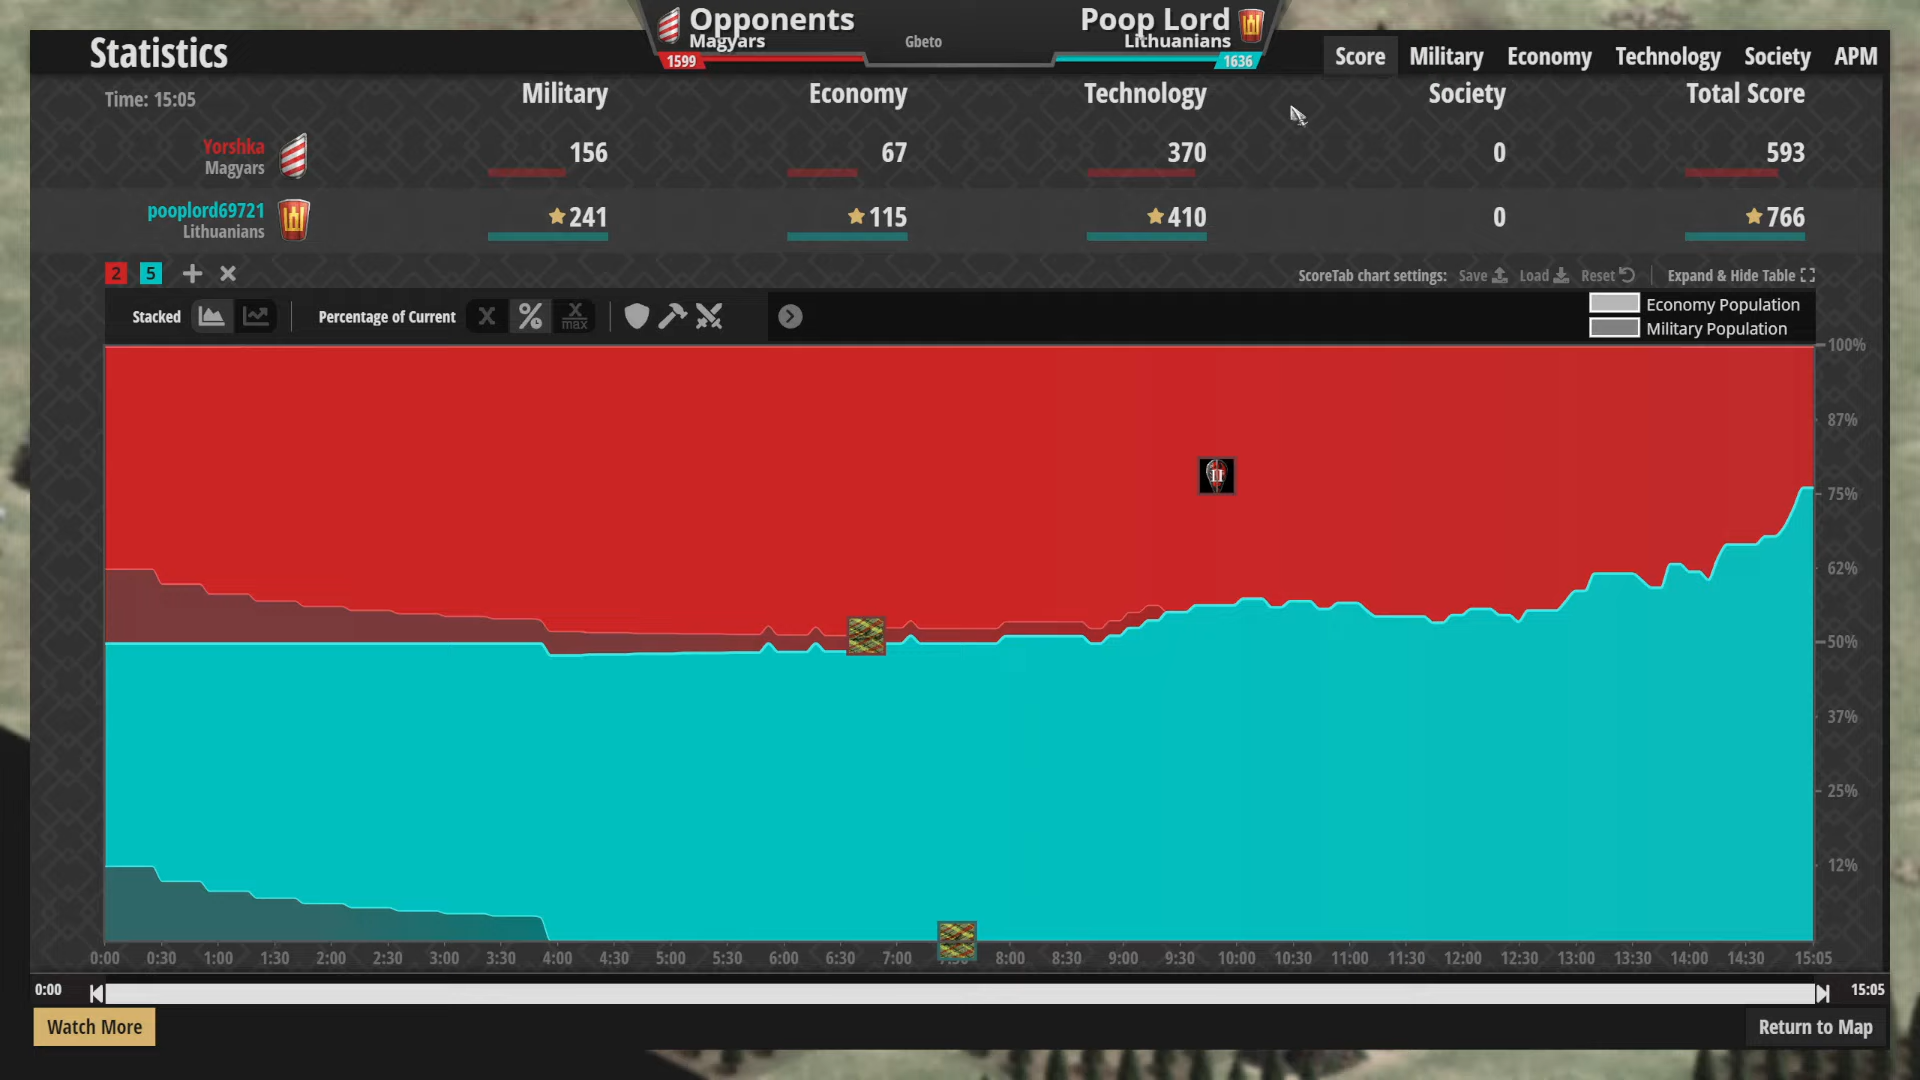 Opponents
Magyars
1599
Gbeto
Poop Lord
Lithuanians
1636
Statistics
Score Military Economy Technology Society APM
Time: 15:05
Military Economy Technology Society Total Score
Yorshka
Magyars
156 67 370 0 593
pooplord69721
Lithuanians
241 115 410 0 766
2 5
ScoreTab chart settings: Save Load Reset Expand & Hide Table
Stacked
Percentage of Current
X % X max
Economy Population
Military Population
100%
87%
75%
62%
50%
37%
25%
12%
II
0:00 0:30 1:00 1:30 2:00 2:30 3:00 3:30 4:00 4:30 5:00 5:30 6:00 6:30 7:00 7:30 8:00 8:30 9:00 9:30 10:00 10:30 11:00 11:30 12:00 12:30 13:00 13:30 14:00 14:30 15:05
0:00 15:05
Watch More
Return to Map